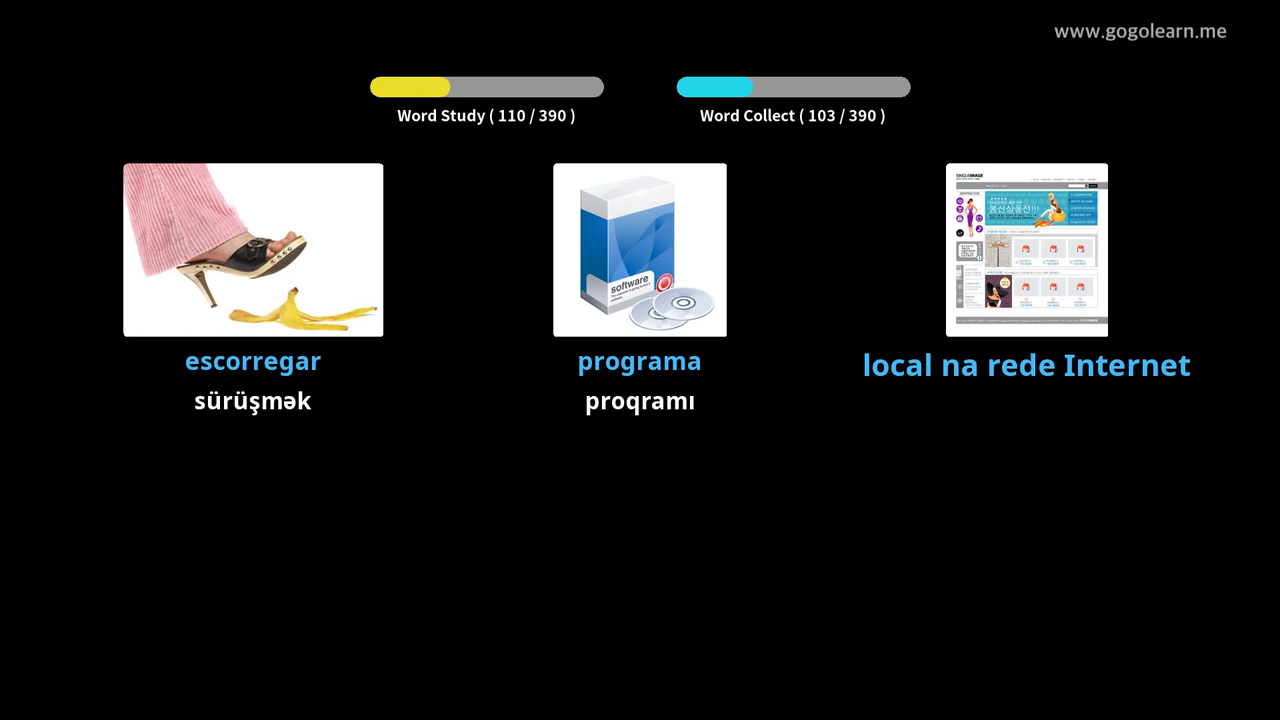 www.gogolearn.me
Word Study ( 110 / 390 )
Word Collect ( 103 / 390 )
software
escorregar
programa
local na rede Internet
sürüşmək
proqramı